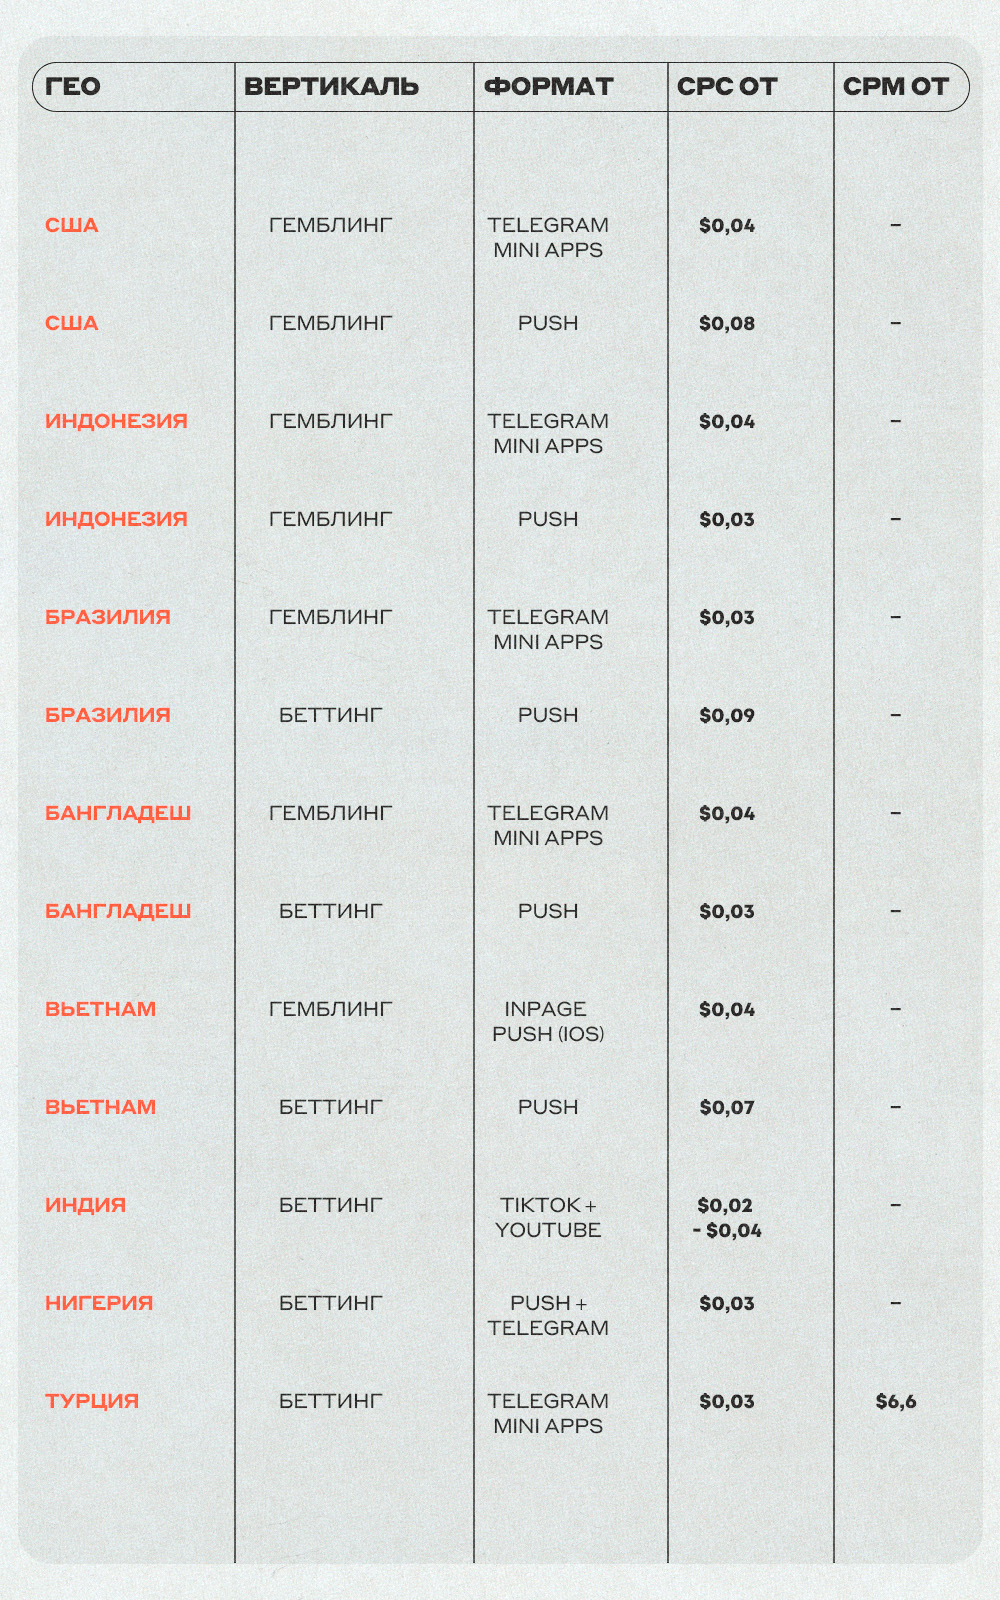 ГЕО ВЕРТИКАЛЬ ФОРМАТ CPC ОТ CPM ОТ
США ГЕМБЛИНГ TELEGRAM $0,04 –
MINI APPS
США ГЕМБЛИНГ PUSH $0,08 –
ИНДОНЕЗИЯ ГЕМБЛИНГ TELEGRAM $0,04 –
MINI APPS
ИНДОНЕЗИЯ ГЕМБЛИНГ PUSH $0,03 –
БРАЗИЛИЯ ГЕМБЛИНГ TELEGRAM $0,03 –
MINI APPS
БРАЗИЛИЯ БЕТТИНГ PUSH $0,09 –
БАНГЛАДЕШ ГЕМБЛИНГ TELEGRAM $0,04 –
MINI APPS
БАНГЛАДЕШ БЕТТИНГ PUSH $0,03 –
ВЬЕТНАМ ГЕМБЛИНГ INPAGE $0,04 –
PUSH (IOS)
ВЬЕТНАМ БЕТТИНГ PUSH $0,07 –
ИНДИЯ БЕТТИНГ TIKTOK + $0,02 –
YOUTUBE - $0,04
НИГЕРИЯ БЕТТИНГ PUSH + $0,03 –
TELEGRAM
ТУРЦИЯ БЕТТИНГ TELEGRAM $0,03 $6,6
MINI APPS